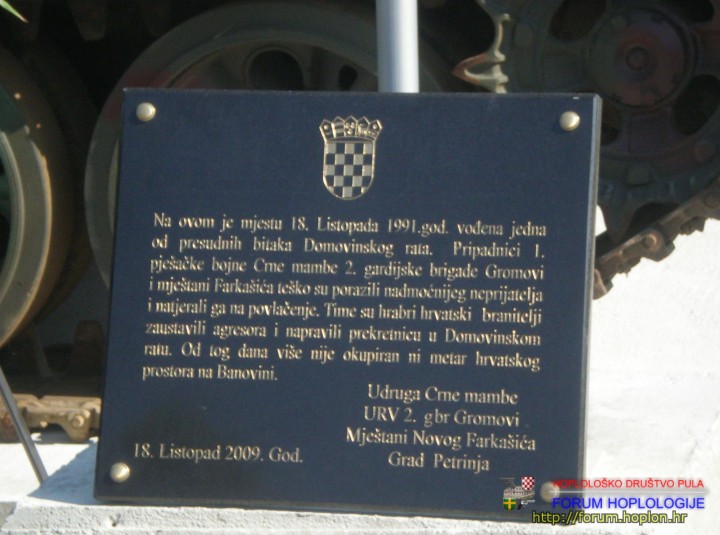 Na ovom je mjestu 18. Listopada 1991.god. vođena jedna
od presudnih bitaka Domovinskog rata. Pripadnici 1.
pješačke bojne Crne mambe 2. gardijske brigade Gromovi
i mještani Farkašića teško su porazili nadmoćnijeg neprijatelja
i natjerali ga na povlačenje. Time su hrabri hrvatski branitelji
zaustavili agresora i napravili prekretnicu u Domovinskom
ratu. Od tog dana više nije okupiran ni metar hrvatskog
prostora na Banovini.
Udruga Crne mambe
URV 2. gbr Gromovi
Mještani Novog Farkašića
Grad Petrinja
18. Listopad 2009. God.
HOPLOLOŠKO DRUŠTVO PULA
FORUM HOPLOLOGIJE
http://forum.hoplon.hr